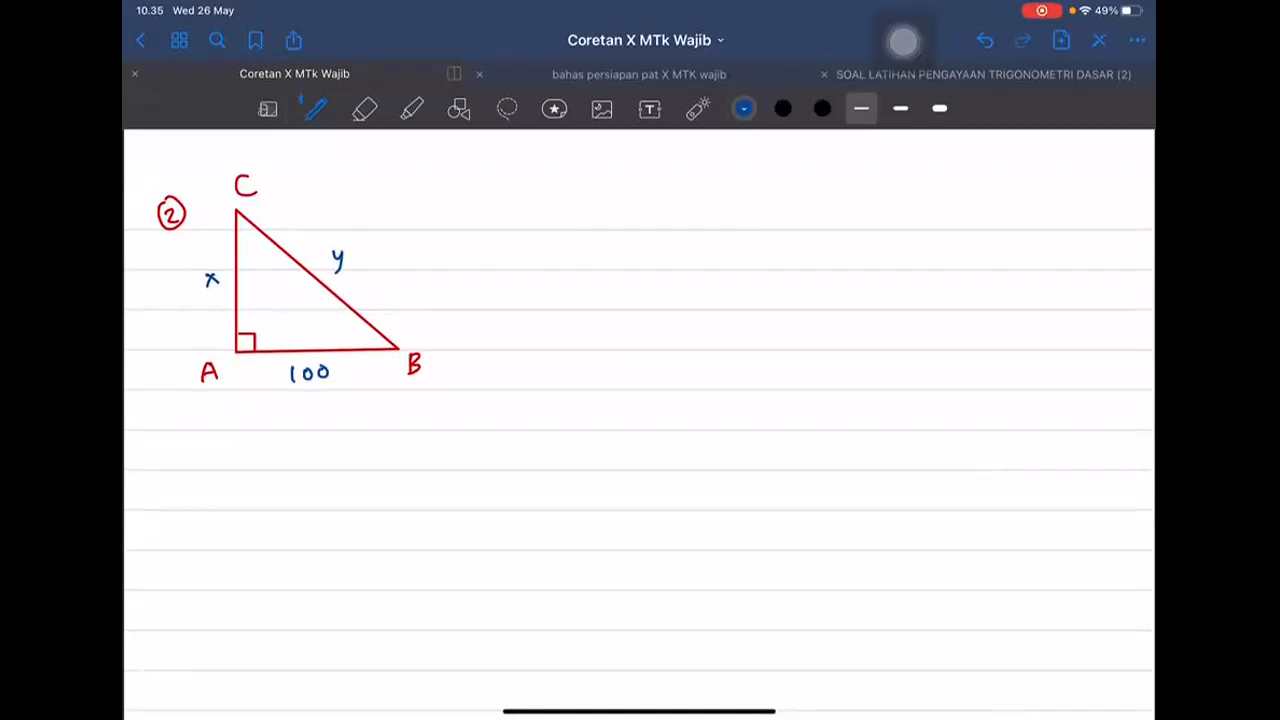 10.35 Wed 26 May
49%
Coretan X MTk Wajib
Coretan X MTk Wajib
bahas persiapan pat X MTK wajib
SOAL LATIHAN PENGAYAAN TRIGONOMETRI DASAR (2)
T
C
2
y
x
A
100
B